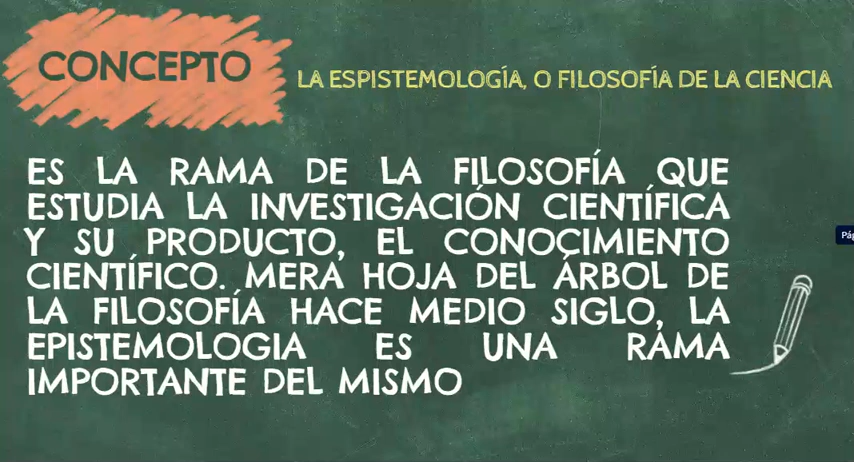 CONCEPTO
LA ESPISTEMOLOGÍA, O FILOSOFÍA DE LA CIENCIA
ES LA RAMA DE LA FILOSOFÍA QUE
ESTUDIA LA INVESTIGACIÓN CIENTÍFICA
Y SU PRODUCTO, EL CONOCIMIENTO
CIENTÍFICO. MERA HOJA DEL ÁRBOL DE
LA FILOSOFÍA HACE MEDIO SIGLO, LA
EPISTEMOLOGIA ES UNA RAMA
IMPORTANTE DEL MISMO